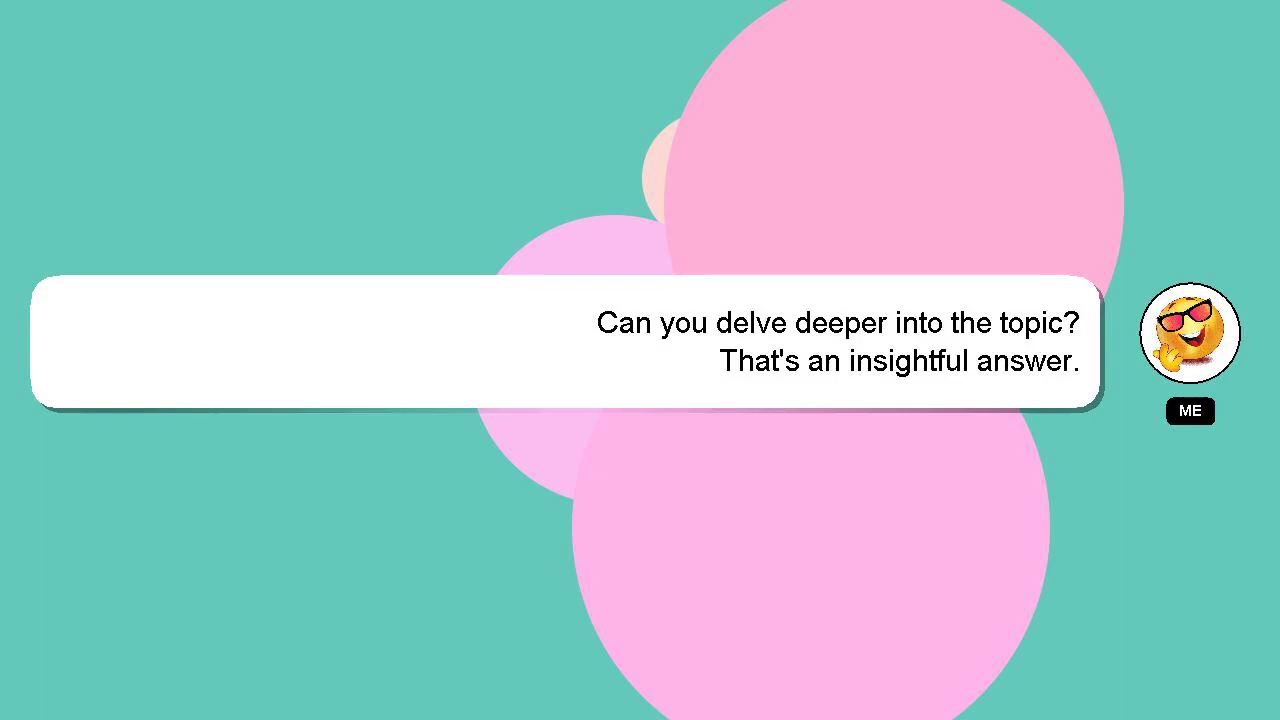 Can you delve deeper into the topic?
That's an insightful answer.
ME